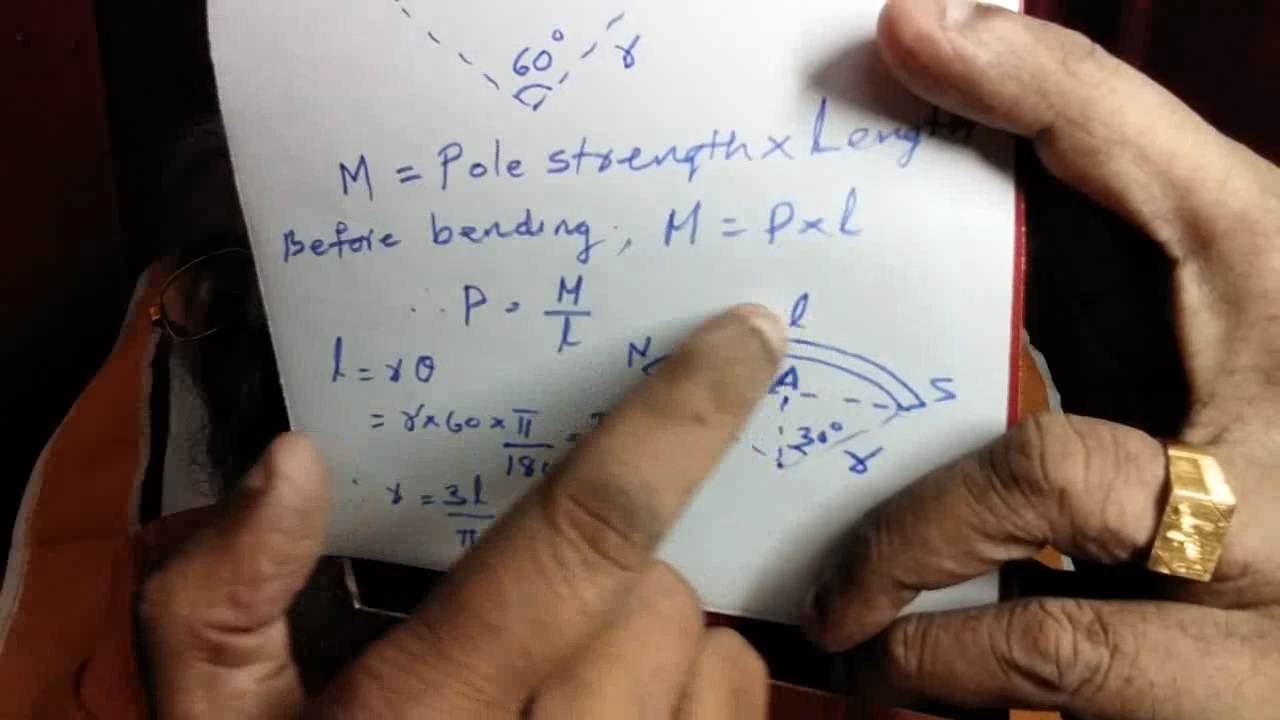 60° r
M = Pole strength x Length
Before bending, M = P x l
∴ P = M/l
l
N
A
S
l = rθ
30°
r
= r x 60 x π/180 =
∴ r = 3l/π